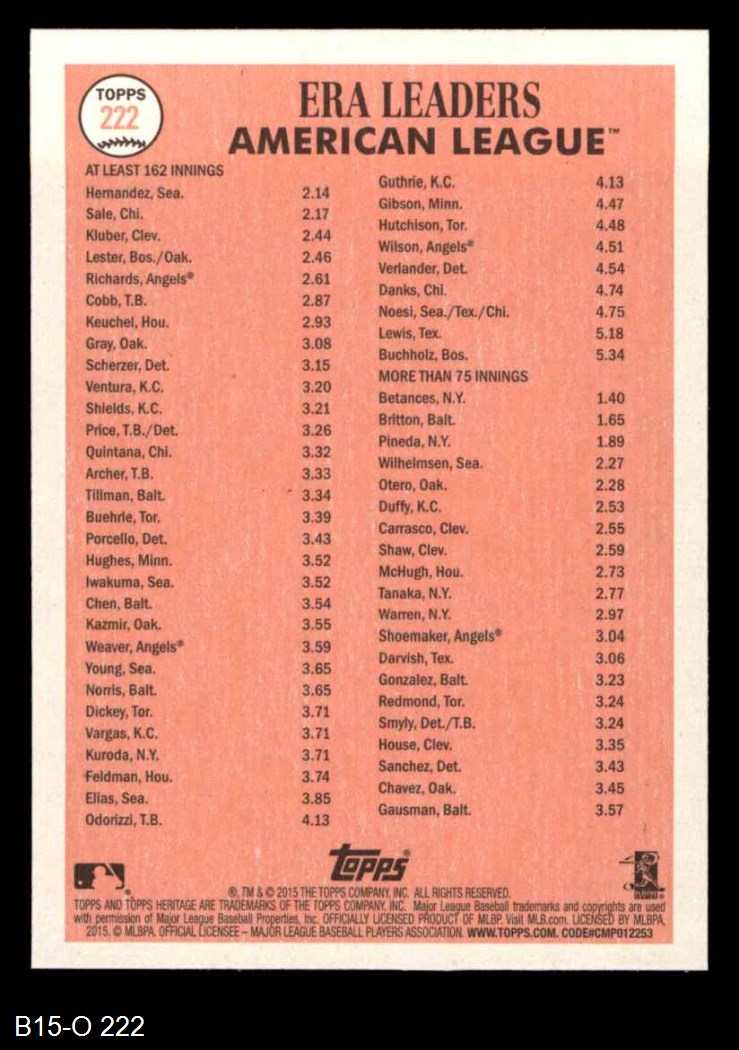 TOPPS
222
ERA LEADERS
AMERICAN LEAGUE™
AT LEAST 162 INNINGS
Hernandez, Sea. 2.14
Sale, Chi. 2.17
Kluber, Clev. 2.44
Lester, Bos./Oak. 2.46
Richards, Angels® 2.61
Cobb, T.B. 2.87
Keuchel, Hou. 2.93
Gray, Oak. 3.08
Scherzer, Det. 3.15
Ventura, K.C. 3.20
Shields, K.C. 3.21
Price, T.B./Det. 3.26
Quintana, Chi. 3.32
Archer, T.B. 3.33
Tillman, Balt. 3.34
Buehrle, Tor. 3.39
Porcello, Det. 3.43
Hughes, Minn. 3.52
Iwakuma, Sea. 3.52
Chen, Balt. 3.54
Kazmir, Oak. 3.55
Weaver, Angels® 3.59
Young, Sea. 3.65
Norris, Balt. 3.65
Dickey, Tor. 3.71
Vargas, K.C. 3.71
Kuroda, N.Y. 3.71
Feldman, Hou. 3.74
Elias, Sea. 3.85
Odorizzi, T.B. 4.13
Guthrie, K.C. 4.13
Gibson, Minn. 4.47
Hutchison, Tor. 4.48
Wilson, Angels® 4.51
Verlander, Det. 4.54
Danks, Chi. 4.74
Noesi, Sea./Tex./Chi. 4.75
Lewis, Tex. 5.18
Buchholz, Bos. 5.34
MORE THAN 75 INNINGS
Betances, N.Y. 1.40
Britton, Balt. 1.65
Pineda, N.Y. 1.89
Wilhelmsen, Sea. 2.27
Otero, Oak. 2.28
Duffy, K.C. 2.53
Carrasco, Clev. 2.55
Shaw, Clev. 2.59
McHugh, Hou. 2.73
Tanaka, N.Y. 2.77
Warren, N.Y. 2.97
Shoemaker, Angels® 3.04
Darvish, Tex. 3.06
Gonzalez, Balt. 3.23
Redmond, Tor. 3.24
Smyly, Det./T.B. 3.24
House, Clev. 3.35
Sanchez, Det. 3.43
Chavez, Oak. 3.45
Gausman, Balt. 3.57
Topps®
®, TM & © 2015 THE TOPPS COMPANY, INC. ALL RIGHTS RESERVED.
TOPPS AND TOPPS HERITAGE ARE TRADEMARKS OF THE TOPPS COMPANY, INC. Major League Baseball trademarks and copyrights are used
with permission of Major League Baseball Properties, Inc. OFFICIALLY LICENSED PRODUCT OF MLBP. Visit MLB.com. LICENSED BY MLBPA,
2015. © MLBPA. OFFICIAL LICENSEE – MAJOR LEAGUE BASEBALL PLAYERS ASSOCIATION. WWW.TOPPS.COM. CODE#CMP012253
B15-O 222